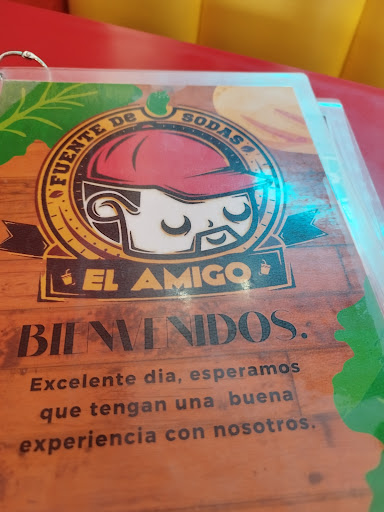 FUENTE DE SODAS
EL AMIGO
BIENVENIDOS.
Excelente dia, esperamos
que tengan una buena
experiencia con nosotros.